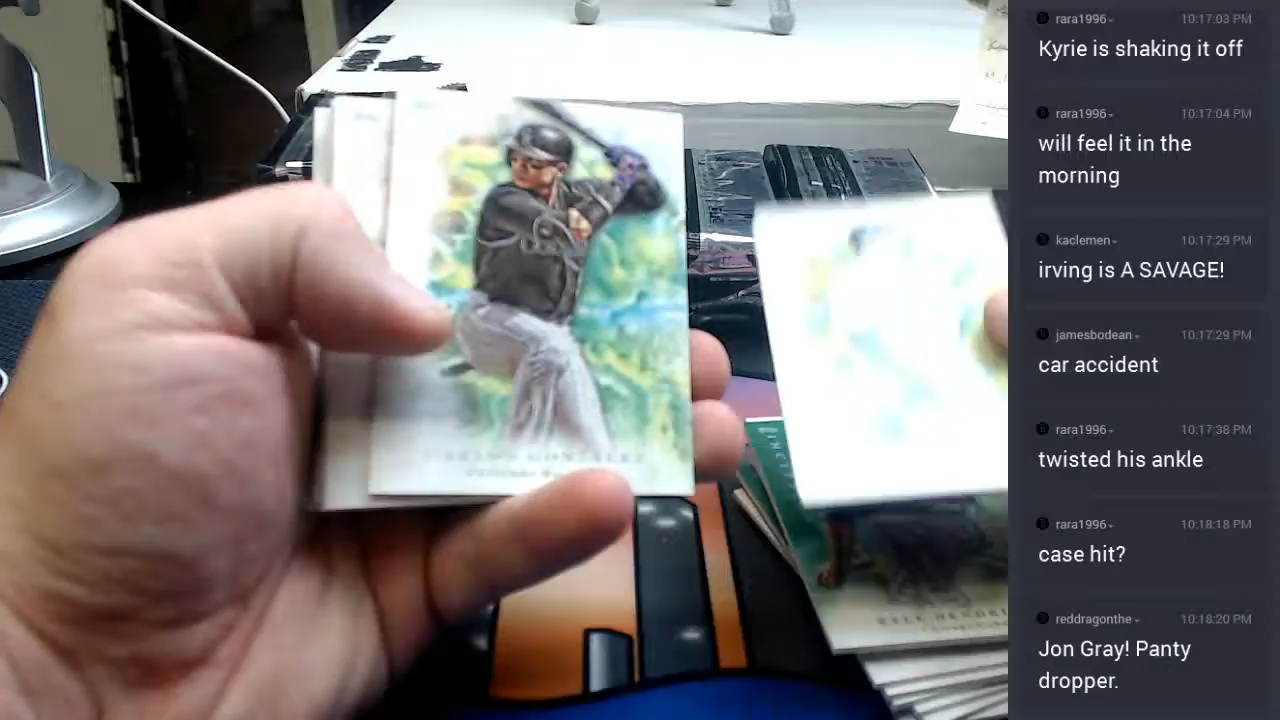 GONZALEZ
KYLE HENDRI
rara1996
10:17:03 PM
Kyrie is shaking it off
rara1996
10:17:04 PM
will feel it in the
morning
kaclemen
10:17:29 PM
irving is A SAVAGE!
jamesbodean
10:17:29 PM
car accident
rara1996
10:17:38 PM
twisted his ankle
rara1996
10:18:18 PM
case hit?
reddragonthe
10:18:20 PM
Jon Gray! Panty
dropper.